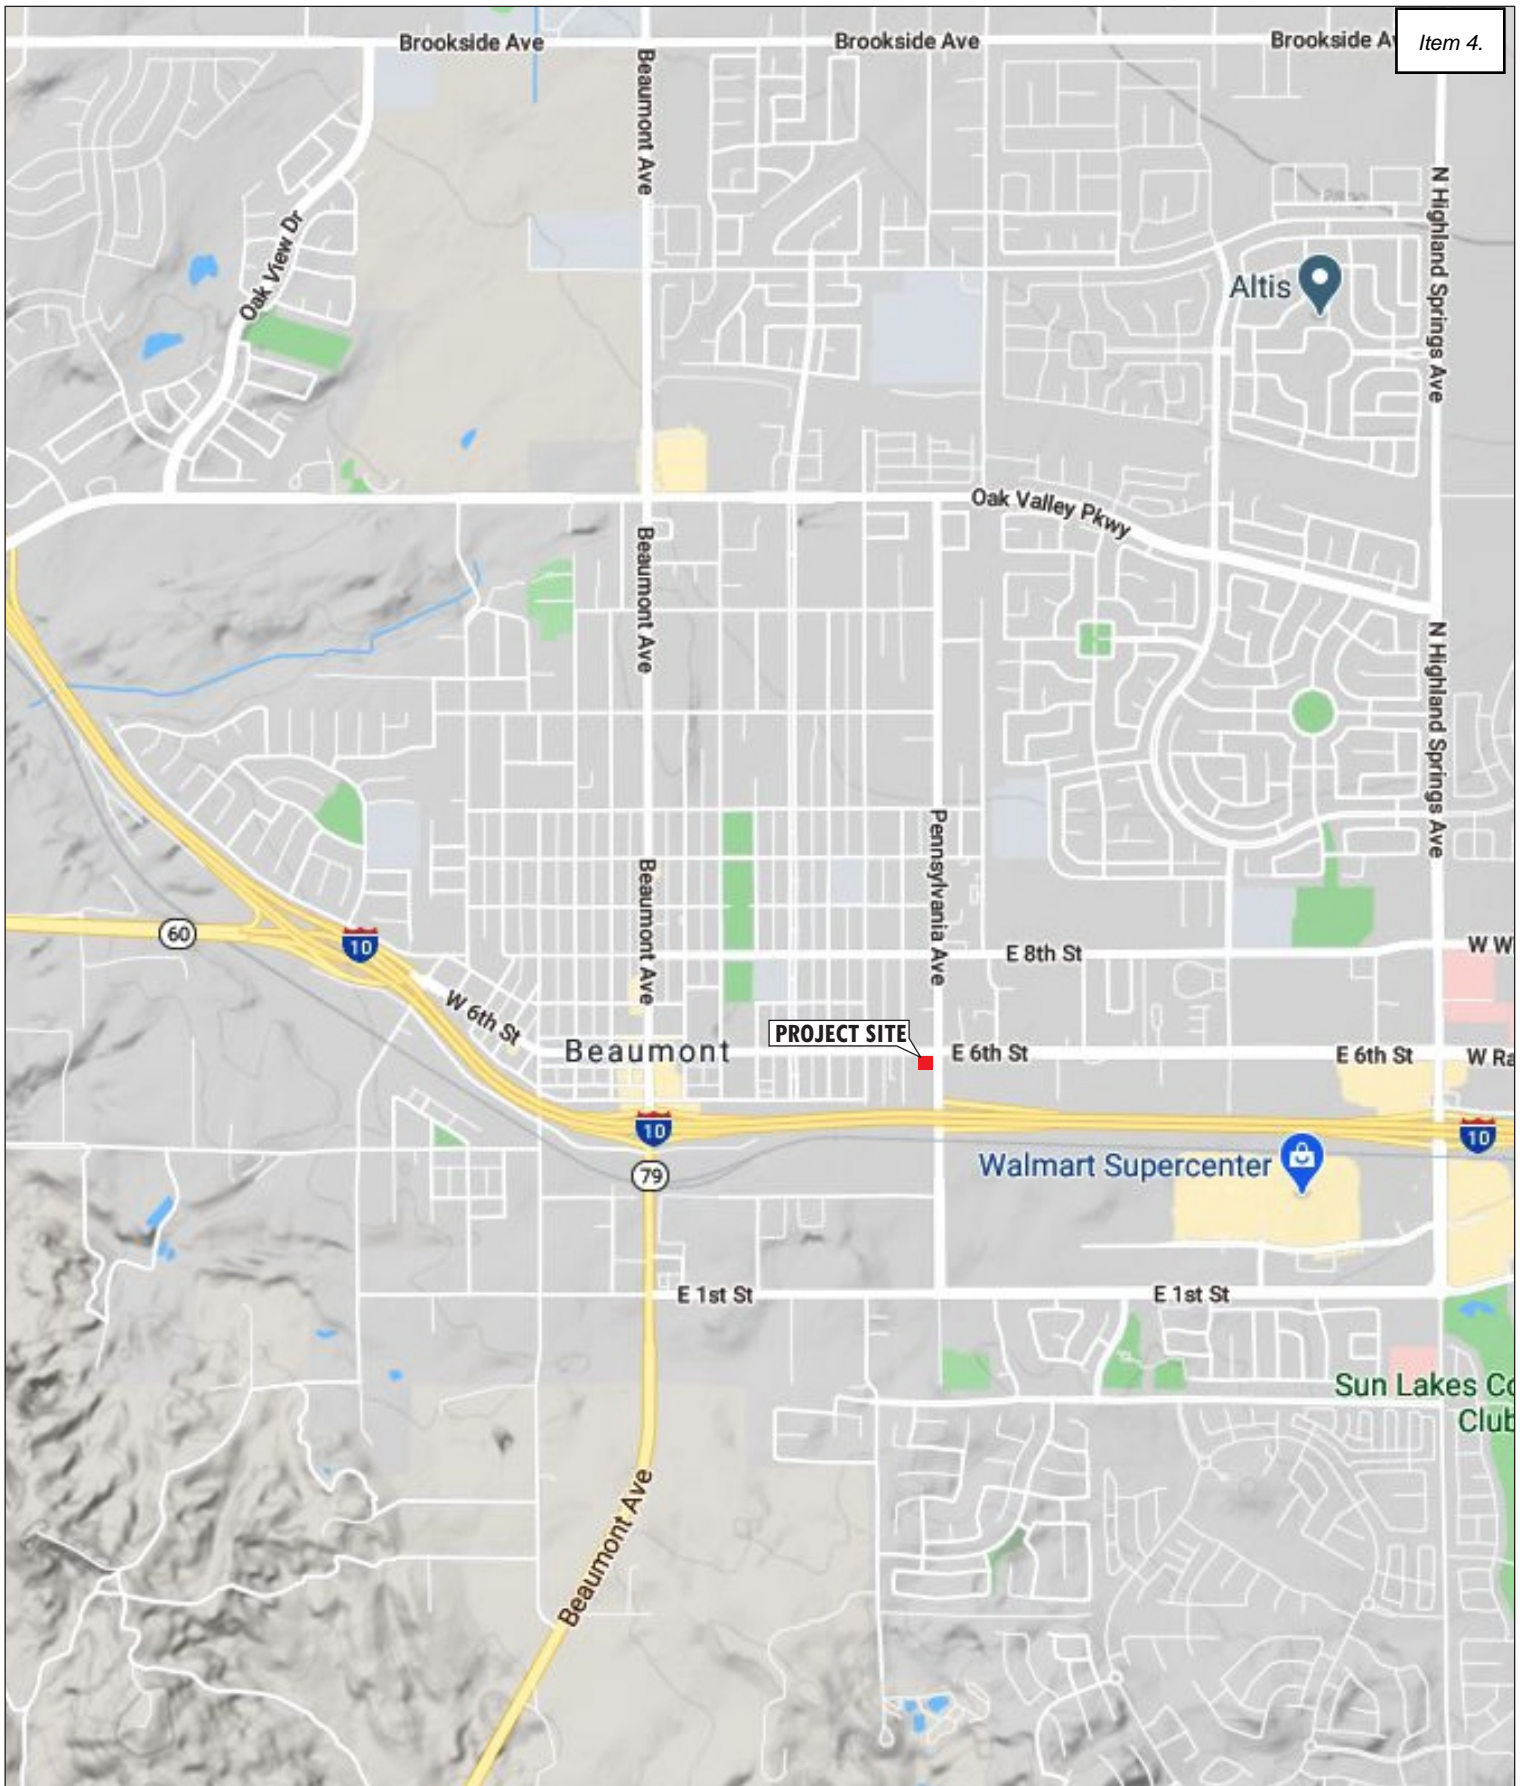 Item 4.
Brookside Ave
Brookside Ave
Brookside Av
Beaumont Ave
N Highland Springs Ave
Oak View Dr
Altis
Oak Valley Pkwy
Beaumont Ave
N Highland Springs Ave
Pennsylvania Ave
Beaumont Ave
60
10
E 8th St
W W
W 6th St
Beaumont
PROJECT SITE
E 6th St
E 6th St
W Ra
10
10
79
Walmart Supercenter
E 1st St
E 1st St
Sun Lakes Co
Club
Beaumont Ave